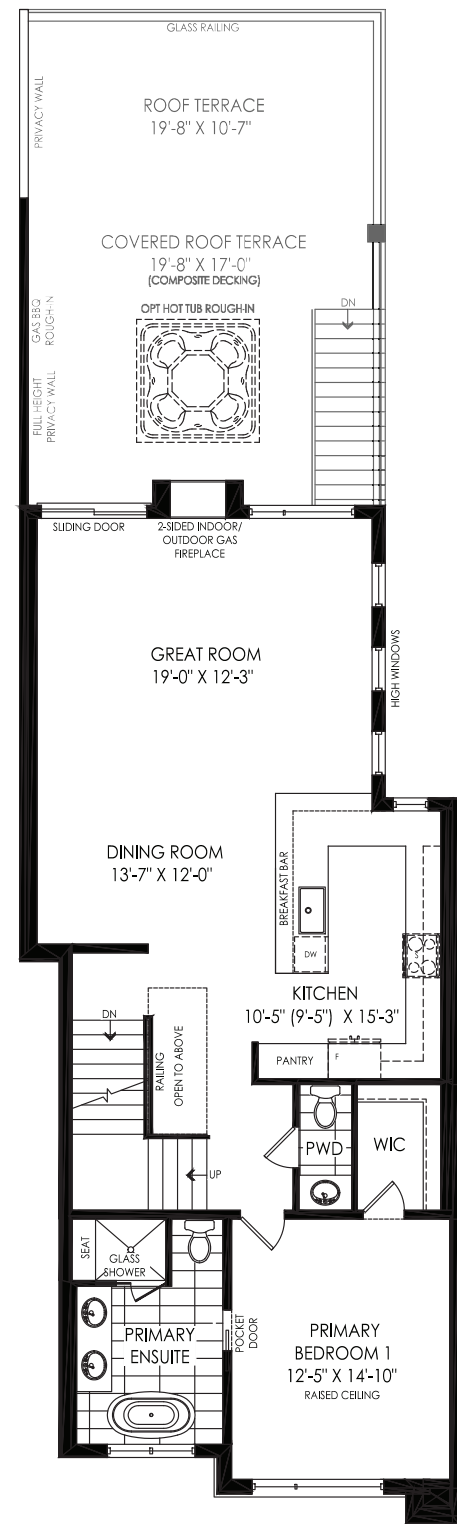 GLASS RAILING
PRIVACY WALL
ROOF TERRACE
19'-8" X 10'-7"
COVERED ROOF TERRACE
19'-8" X 17'-0"
(COMPOSITE DECKING)
OPT HOT TUB ROUGH-IN
DN
GAS BBQ
ROUGH-IN
FULL HEIGHT
PRIVACY WALL
SLIDING DOOR
2-SIDED INDOOR/
OUTDOOR GAS
FIREPLACE
GREAT ROOM
19'-0" X 12'-3"
HIGH WINDOWS
DINING ROOM
13'-7" X 12'-0"
BREAKFAST BAR
DW
S
KITCHEN
10'-5" (9'-5") X 15'-3"
DN
RAILING
OPEN TO ABOVE
PANTRY
F
UP
PWD
WIC
SEAT
GLASS
SHOWER
PRIMARY
ENSUITE
POCKET
DOOR
PRIMARY
BEDROOM 1
12'-5" X 14'-10"
RAISED CEILING